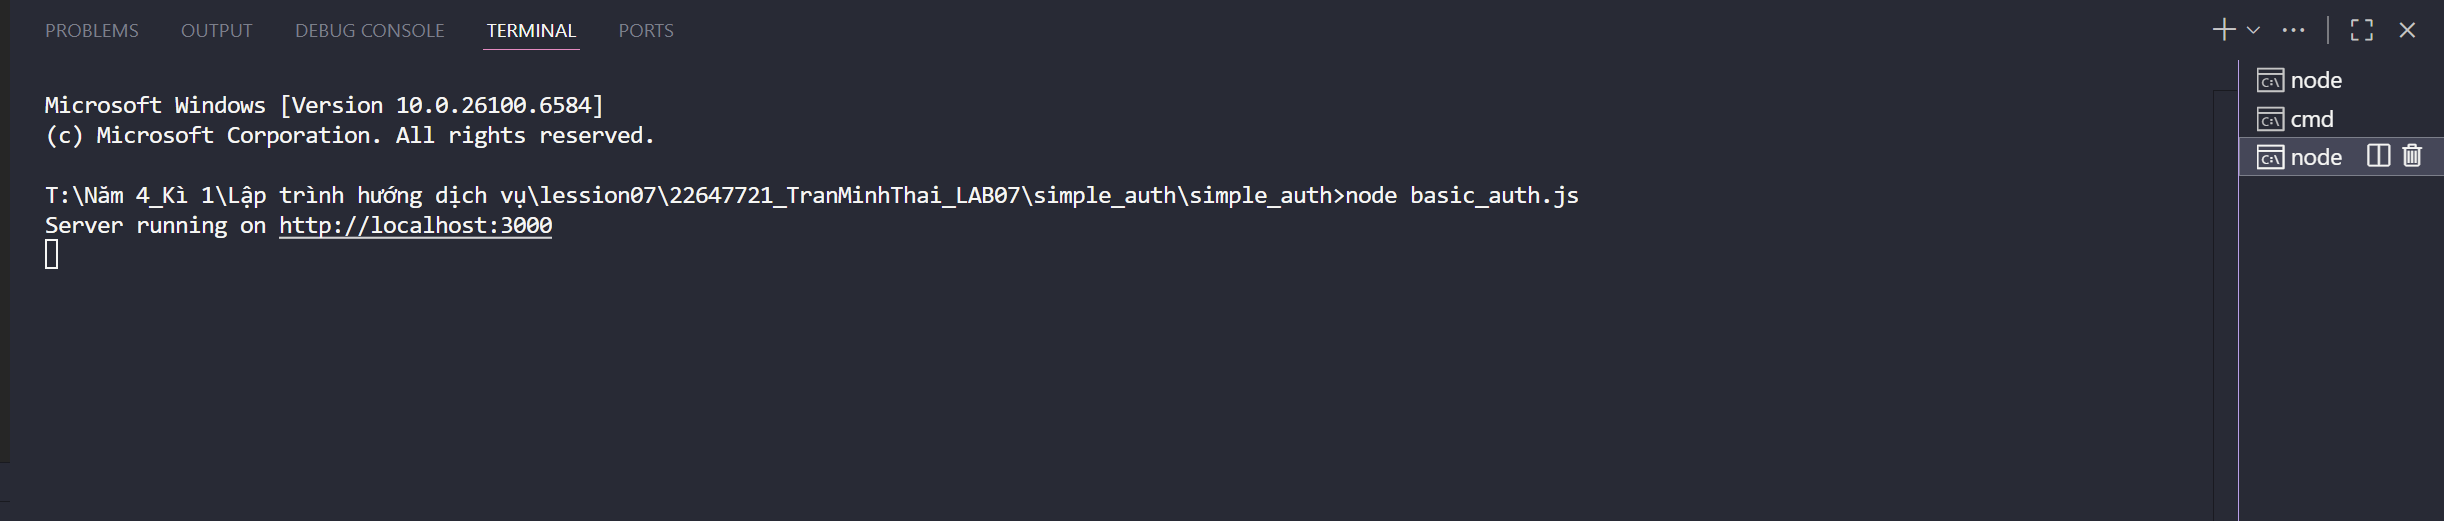 PROBLEMS OUTPUT DEBUG CONSOLE TERMINAL PORTS
Microsoft Windows [Version 10.0.26100.6584]
(c) Microsoft Corporation. All rights reserved.
T:\Năm 4_Kì 1\Lập trình hướng dịch vụ\lession07\22647721_TranMinhThai_LAB07\simple_auth\simple_auth>node basic_auth.js
Server running on http://localhost:3000
node
cmd
node